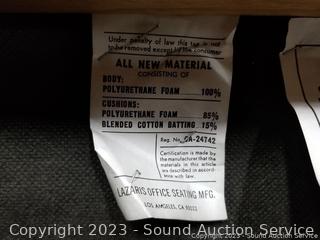 Under penalty of law this tag is not
to be removed except by the consumer
ALL NEW MATERIAL
CONSISTING OF
BODY:
POLYURETHANE FOAM 100%
CUSHIONS:
POLYURETHANE FOAM 85%
BLENDED COTTON BATTING 15%
Reg. No. CA-24742
Certification is made by
the manufacturer that the
materials in this article
are described in accord-
ance with law.
LAZARIS OFFICE SEATING MFG.
LOS ANGELES, CA 90022
Copyright 2023 - Sound Auction Service